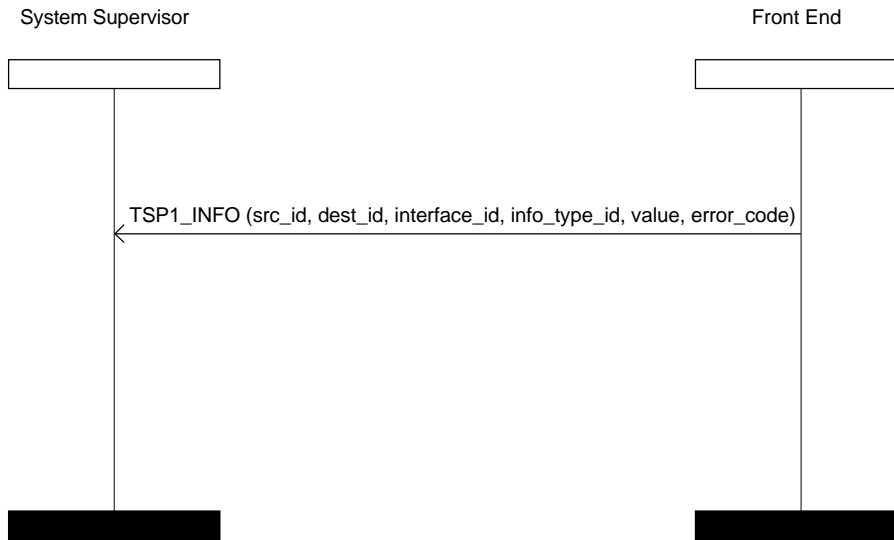 System Supervisor
Front End
TSP1_INFO (src_id, dest_id, interface_id, info_type_id, value, error_code)